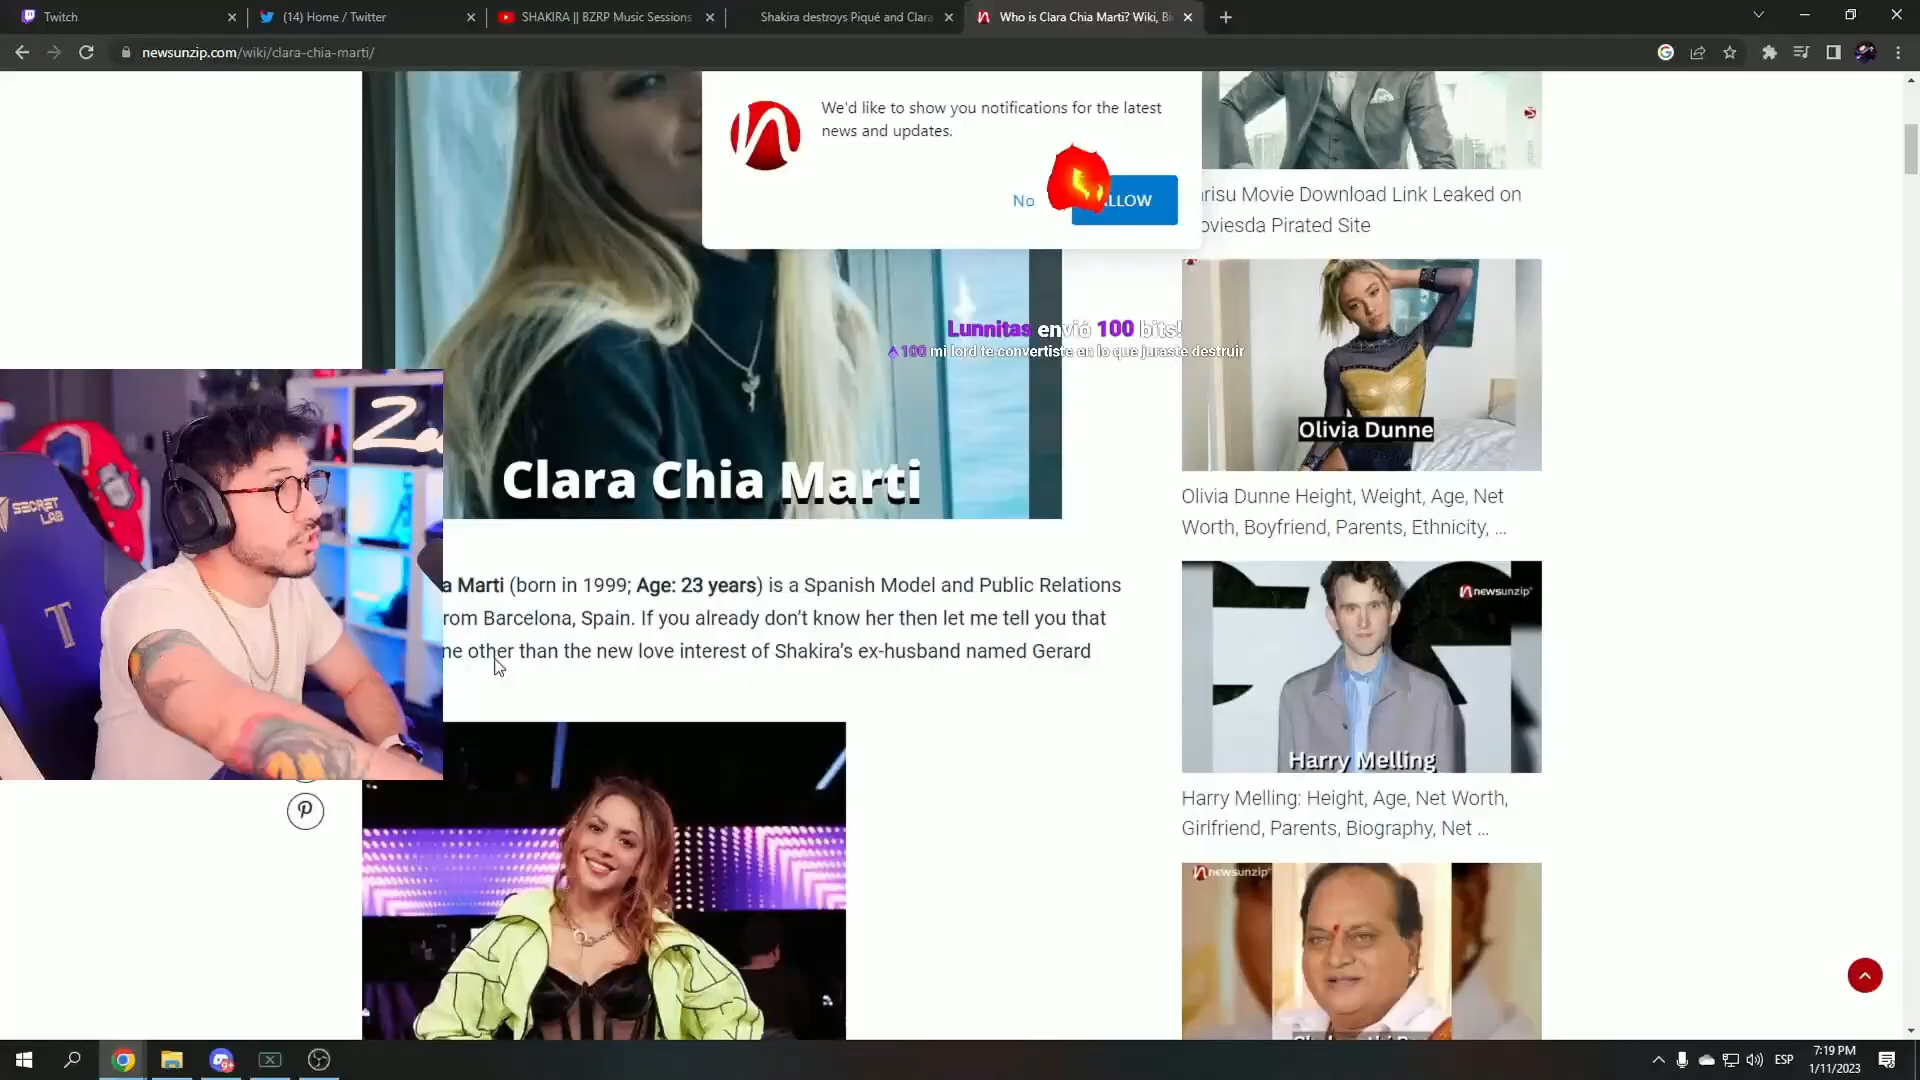 Twitch
(14) Home / Twitter
SHAKIRA || BZRP Music Sessions
Shakira destroys Piqué and Clara
Who is Clara Chia Marti? Wiki, Bi
newsunzip.com/wiki/clara-chia-marti/
We'd like to show you notifications for the latest
news and updates.
No
LLOW
risu Movie Download Link Leaked on
oviesda Pirated Site
Lunnitas envió 100 bits!
100 mi lord te convertiste en lo que juraste destruir
Olivia Dunne
Olivia Dunne Height, Weight, Age, Net
Worth, Boyfriend, Parents, Ethnicity, ...
Clara Chia Marti
SECRET
LAB
a Marti (born in 1999; Age: 23 years) is a Spanish Model and Public Relations
rom Barcelona, Spain. If you already don’t know her then let me tell you that
ne other than the new love interest of Shakira’s ex-husband named Gerard
newsunzip
Harry Melling
Harry Melling: Height, Age, Net Worth,
Girlfriend, Parents, Biography, Net ...
newsunzip
9+
ESP
7:19 PM
1/11/2023